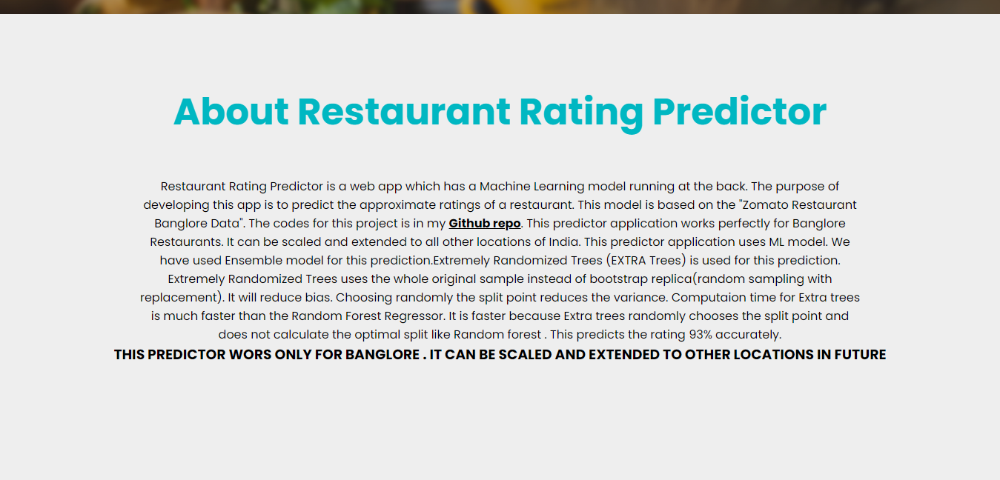 About Restaurant Rating Predictor
Restaurant Rating Predictor is a web app which has a Machine Learning model running at the back. The purpose of
developing this app is to predict the approximate ratings of a restaurant. This model is based on the "Zomato Restaurant
Banglore Data". The codes for this project is in my Github repo. This predictor application works perfectly for Banglore
Restaurants. It can be scaled and extended to all other locations of India. This predictor application uses ML model. We
have used Ensemble model for this prediction.Extremely Randomized Trees (EXTRA Trees) is used for this prediction.
Extremely Randomized Trees uses the whole original sample instead of bootstrap replica(random sampling with
replacement). It will reduce bias. Choosing randomly the split point reduces the variance. Computaion time for Extra trees
is much faster than the Random Forest Regressor. It is faster because Extra trees randomly chooses the split point and
does not calculate the optimal split like Random forest . This predicts the rating 93% accurately.
THIS PREDICTOR WORS ONLY FOR BANGLORE . IT CAN BE SCALED AND EXTENDED TO OTHER LOCATIONS IN FUTURE